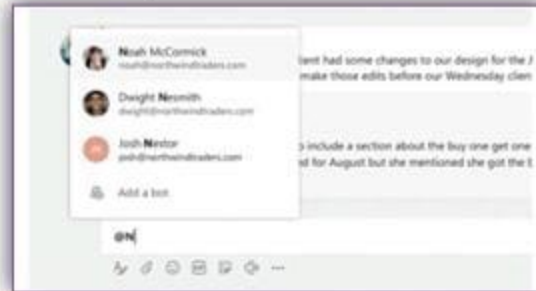 Noah McCormick
noah@northwindtraders.com
Dwight Nesmith
dwight@northwindtraders.com
Josh Nestor
josh@northwindtraders.com
Add a bot
client had some changes to our design for the
make those edits before our Wednesday clien
o include a section about the buy one get one
d for August but she mentioned she got the
@N